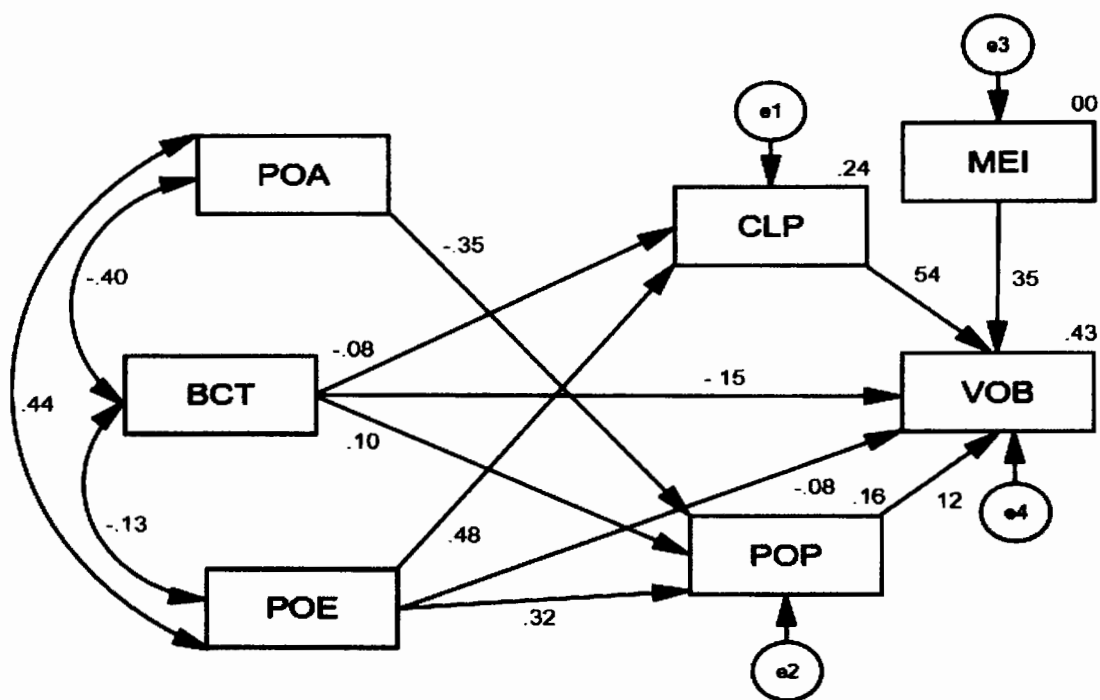 e3
00
e1
MEI
POA
.24
CLP
-.35
54
35
-.40
-.08
.43
BCT
-.15
VOB
.44
.10
-.08
.16
12
e4
-.13
.48
POP
POE
.32
e2